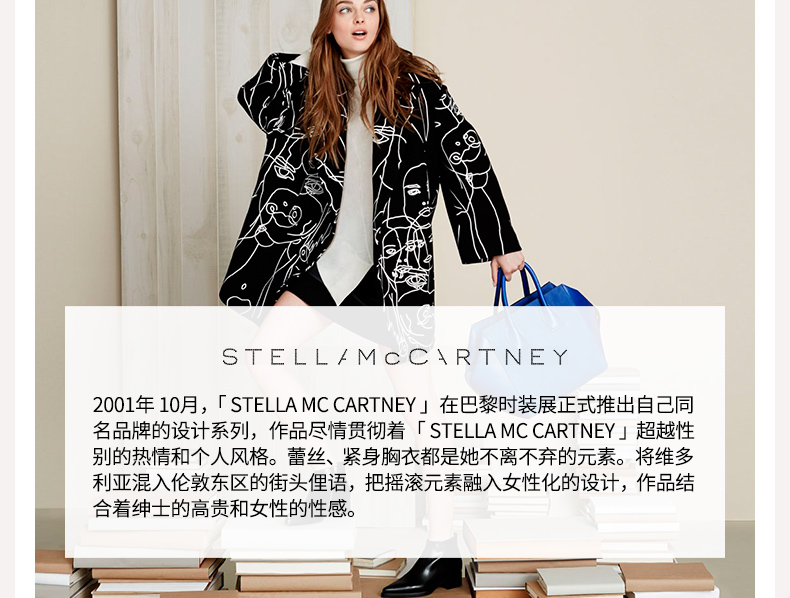 STELLAMcCARTNEY
2001年 10月，「 STELLA MC CARTNEY 」在巴黎时装展正式推出自己同
名品牌的设计系列，作品尽情贯彻着「 STELLA MC CARTNEY 」超越性
别的热情和个人风格。蕾丝、紧身胸衣都是她不离不弃的元素。将维多
利亚混入伦敦东区的街头俚语，把摇滚元素融入女性化的设计，作品结
合着绅士的高贵和女性的性感。